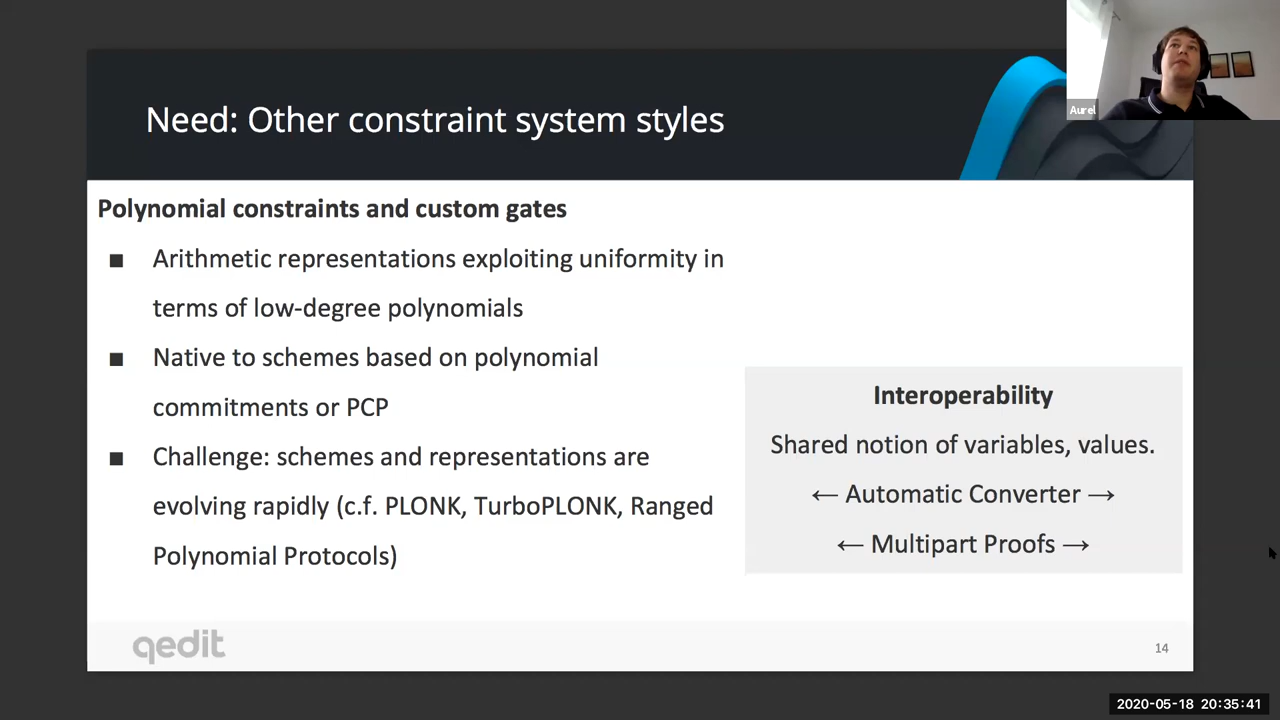 Need: Other constraint system styles
Aurel
Polynomial constraints and custom gates
■ Arithmetic representations exploiting uniformity in
terms of low-degree polynomials
■ Native to schemes based on polynomial
commitments or PCP
■ Challenge: schemes and representations are
evolving rapidly (c.f. PLONK, TurboPLONK, Ranged
Polynomial Protocols)
Interoperability
Shared notion of variables, values.
← Automatic Converter →
← Multipart Proofs →
qedit
14
2020-05-18 20:35:41